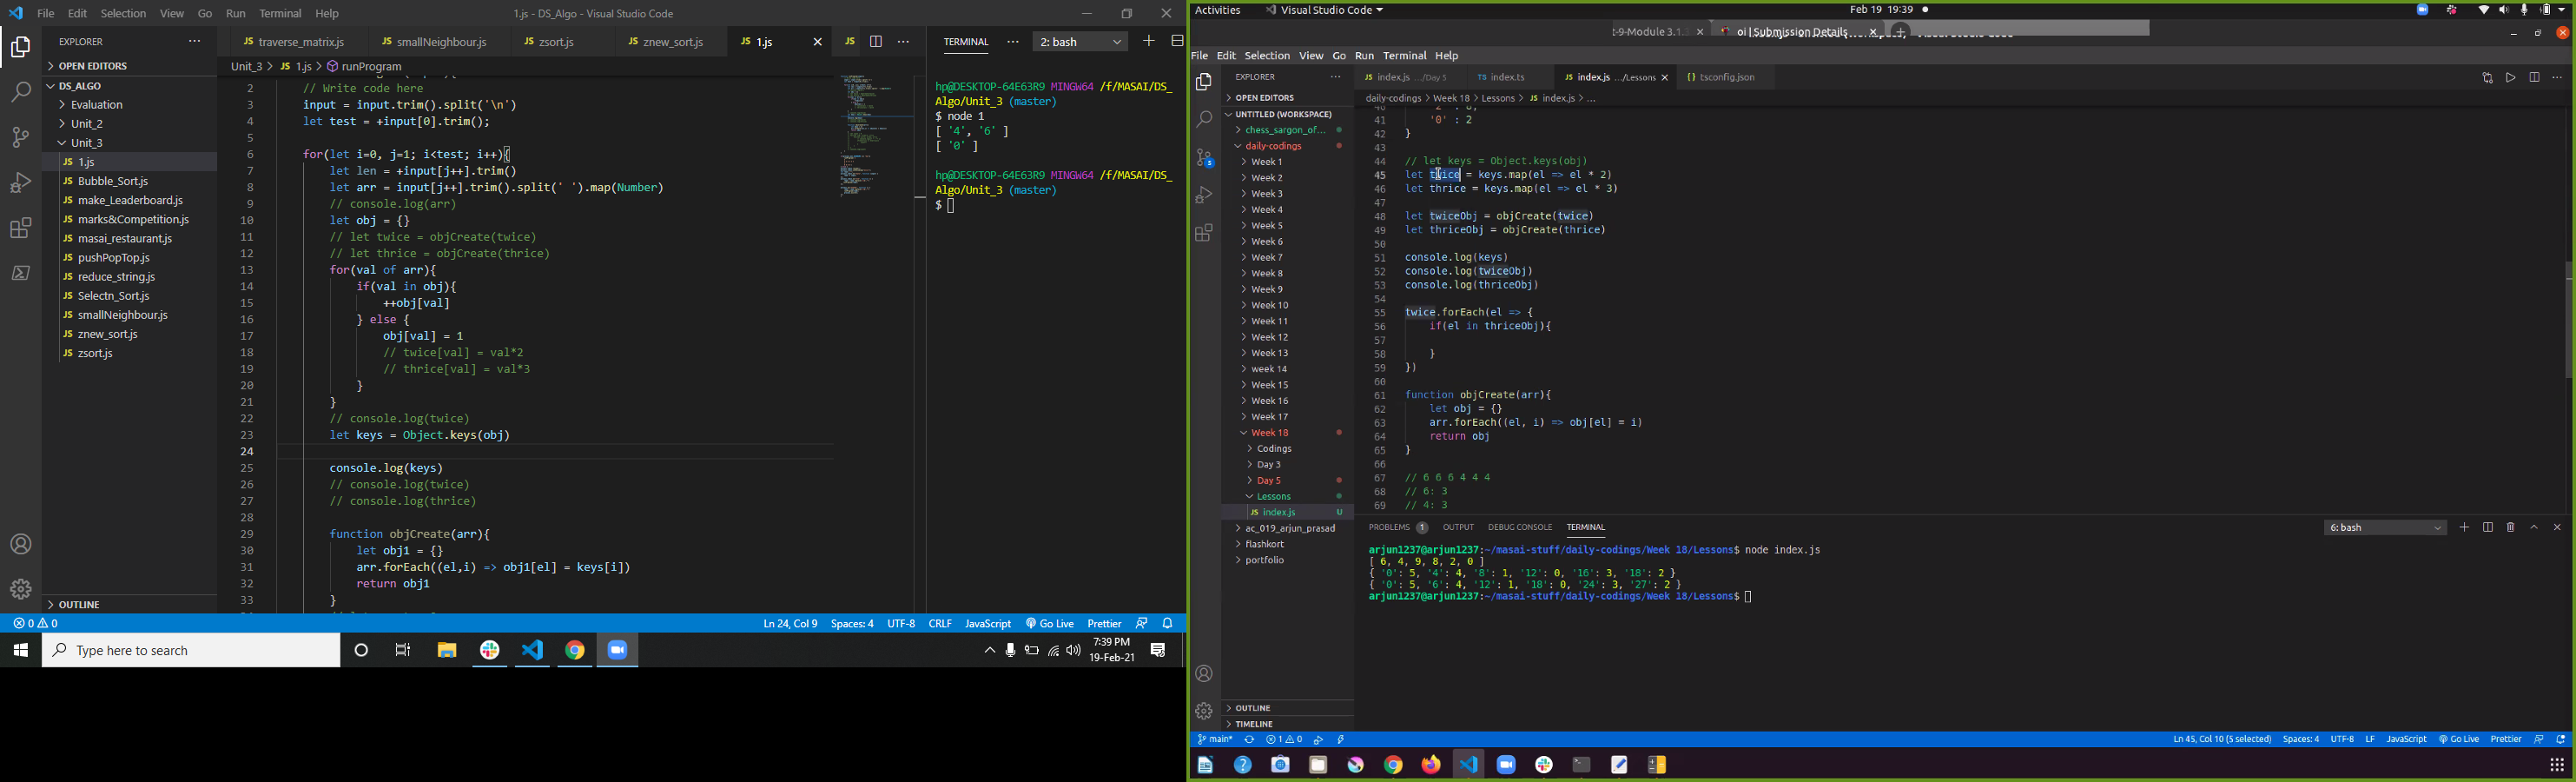 File Edit Selection View Go Run Terminal Help
1.js - DS_Algo - Visual Studio Code
EXPLORER
OPEN EDITORS
DS_ALGO
Evaluation
Unit_2
Unit_3
JS 1.js
JS Bubble_Sort.js
JS make_Leaderboard.js
JS marks&Competition.js
JS masai_restaurant.js
JS pushPopTop.js
JS reduce_string.js
JS Selectn_Sort.js
JS smallNeighbour.js
JS znew_sort.js
JS zsort.js
OUTLINE
JS traverse_matrix.js
JS smallNeighbour.js
JS zsort.js
JS znew_sort.js
JS 1.js
JS
Unit_3 > JS 1.js > runProgram
2 // Write code here
3 input = input.trim().split('\n')
4 let test = +input[0].trim();
5
6 for(let i=0, j=1; i<test; i++){
7 let len = +input[j++].trim()
8 let arr = input[j++].trim().split(' ').map(Number)
9 // console.log(arr)
10 let obj = {}
11 // let twice = objCreate(twice)
12 // let thrice = objCreate(thrice)
13 for(val of arr){
14 if(val in obj){
15 ++obj[val]
16 } else {
17 obj[val] = 1
18 // twice[val] = val*2
19 // thrice[val] = val*3
20 }
21 }
22 // console.log(twice)
23 let keys = Object.keys(obj)
24
25 console.log(keys)
26 // console.log(twice)
27 // console.log(thrice)
28
29 function objCreate(arr){
30 let obj1 = {}
31 arr.forEach((el,i) => obj1[el] = keys[i])
32 return obj1
33 }
TERMINAL
2: bash
hp@DESKTOP-64E63R9 MINGW64 /f/MASAI/DS_
Algo/Unit_3 (master)
$ node 1
[ '4', '6' ]
[ '0' ]
hp@DESKTOP-64E63R9 MINGW64 /f/MASAI/DS_
Algo/Unit_3 (master)
$
0 0
Ln 24, Col 9 Spaces: 4 UTF-8 CRLF JavaScript Go Live Prettier
Type here to search
7:39 PM
19-Feb-21
Activities
Visual Studio Code
Feb 19 19:39
oi | Submission Details
File Edit Selection View Go Run Terminal Help
EXPLORER
OPEN EDITORS
UNTITLED (WORKSPACE)
chess_sargon_of...
daily-codings
Week 1
Week 2
Week 3
Week 4
Week 5
Week 6
Week 7
Week 8
Week 9
Week 10
Week 11
Week 12
Week 13
week 14
Week 15
Week 16
Week 17
Week 18
Codings
Day 3
Day 5
Lessons
JS index.js U
ac_019_arjun_prasad
flashkort
portfolio
OUTLINE
TIMELINE
JS index.js .../Day 5
TS index.ts
JS index.js .../Lessons
{} tsconfig.json
daily-codings > Week 18 > Lessons > JS index.js > ...
41 '0' : 2
42 }
43
44 // let keys = Object.keys(obj)
45 let twice = keys.map(el => el * 2)
46 let thrice = keys.map(el => el * 3)
47
48 let twiceObj = objCreate(twice)
49 let thriceObj = objCreate(thrice)
50
51 console.log(keys)
52 console.log(twiceObj)
53 console.log(thriceObj)
54
55 twice.forEach(el => {
56 if(el in thriceObj){
57
58 }
59 })
60
61 function objCreate(arr){
62 let obj = {}
63 arr.forEach((el, i) => obj[el] = i)
64 return obj
65 }
66
67 // 6 6 6 4 4 4
68 // 6: 3
69 // 4: 3
PROBLEMS 1 OUTPUT DEBUG CONSOLE TERMINAL
6: bash
arjun1237@arjun1237:~/masai-stuff/daily-codings/Week 18/Lessons$ node index.js
[ 6, 4, 9, 8, 2, 0 ]
{ '0': 5, '4': 4, '8': 1, '12': 0, '16': 3, '18': 2 }
{ '0': 5, '6': 4, '12': 1, '18': 0, '24': 3, '27': 2 }
arjun1237@arjun1237:~/masai-stuff/daily-codings/Week 18/Lessons$
main* 1 0
Ln 45, Col 10 (5 selected) Spaces: 4 UTF-8 LF JavaScript Go Live Prettier